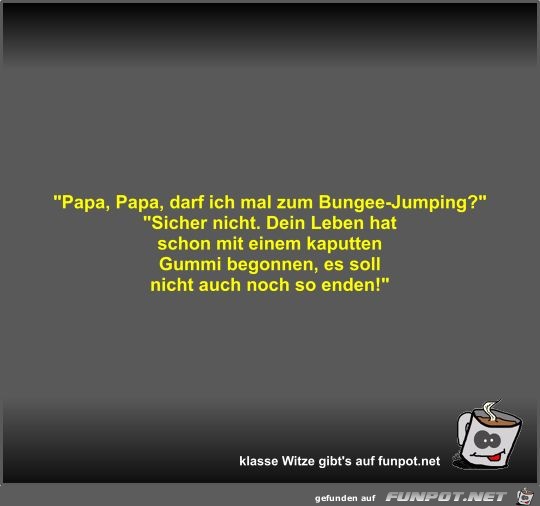 "Papa, Papa, darf ich mal zum Bungee-Jumping?"
"Sicher nicht. Dein Leben hat
schon mit einem kaputten
Gummi begonnen, es soll
nicht auch noch so enden!"
klasse Witze gibt's auf funpot.net
gefunden auf FUNPOT.NET